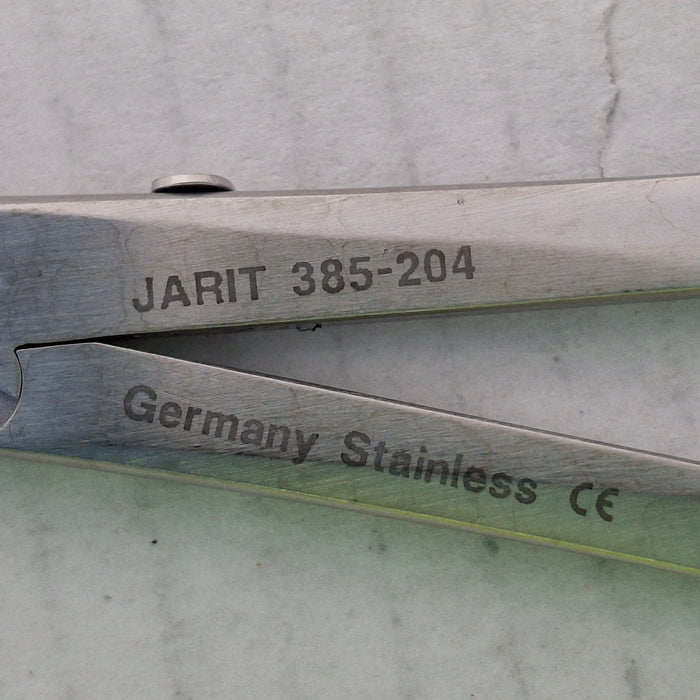 JARIT 385-204
Germany Stainless CE